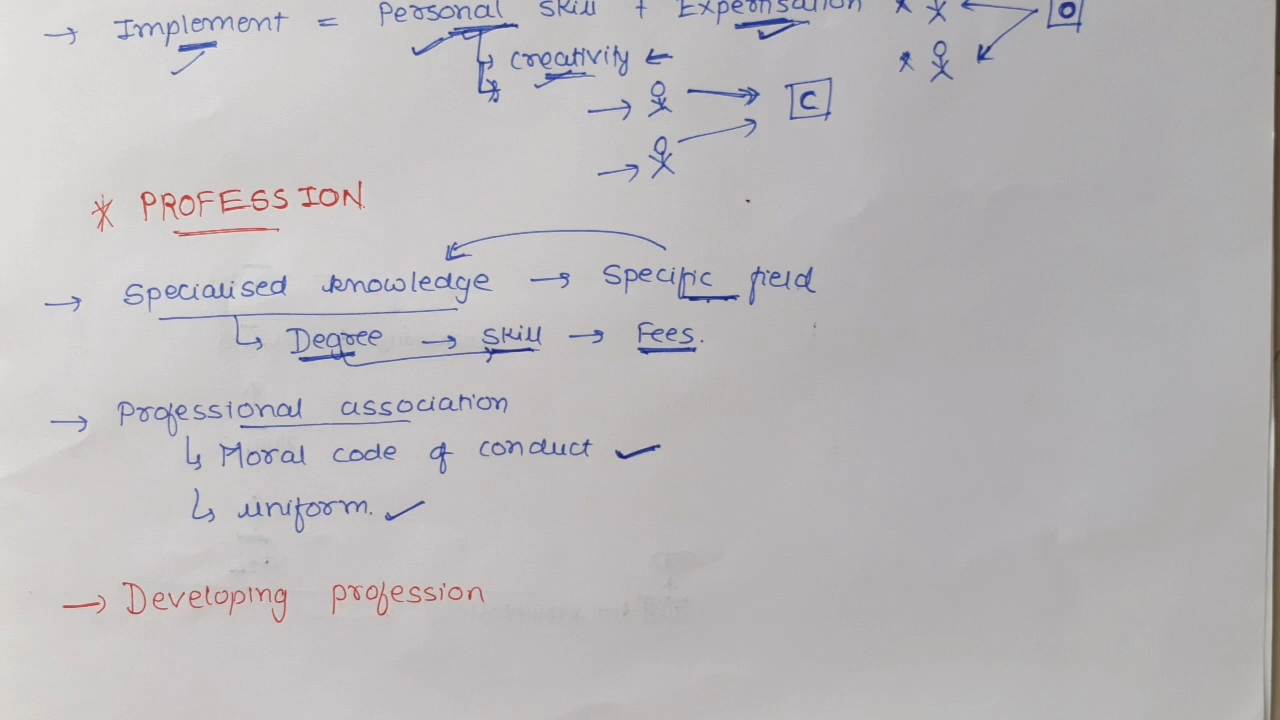 → Implement = Personal skill + Expertisation
O
↳ creativity ←
C
* PROFESSION
→ Specialised knowledge → Specific field
↳ Degree → skill → Fees.
→ Professional association
↳ Moral code of conduct ✓
↳ uniform. ✓
→ Developing profession